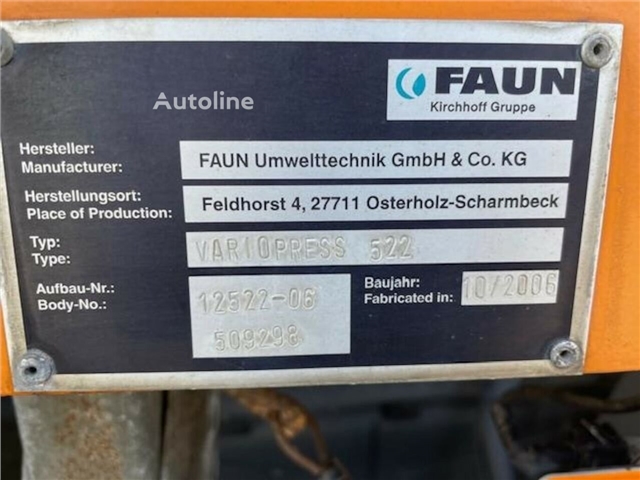 FAUN
Kirchhoff Gruppe
Autoline
Hersteller:
Manufacturer:
FAUN Umwelttechnik GmbH & Co. KG
Herstellungsort:
Place of Production:
Feldhorst 4, 27711 Osterholz-Scharmbeck
Typ:
Type:
VARIOPRESS 522
Aufbau-Nr.:
Body-No.:
12522-06
509298
Baujahr:
Fabricated in:
10/2006